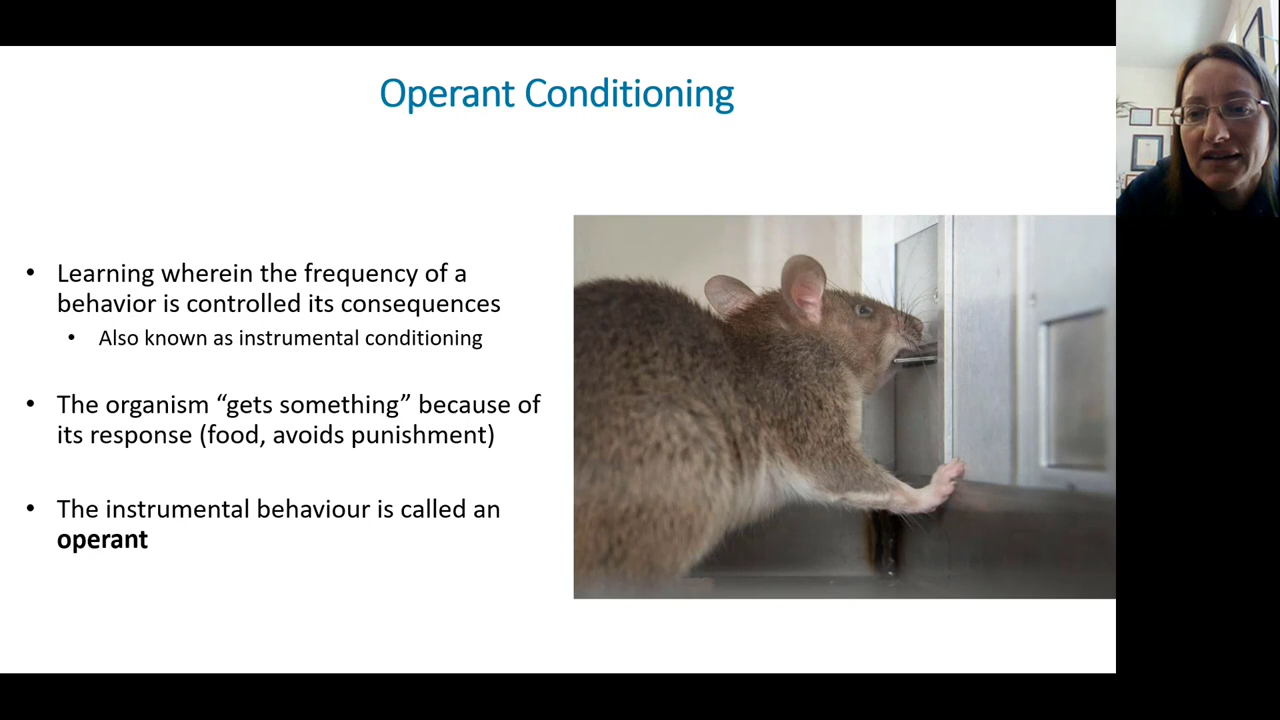 Operant Conditioning
• Learning wherein the frequency of a
behavior is controlled its consequences
• Also known as instrumental conditioning
• The organism “gets something” because of
its response (food, avoids punishment)
• The instrumental behaviour is called an
operant